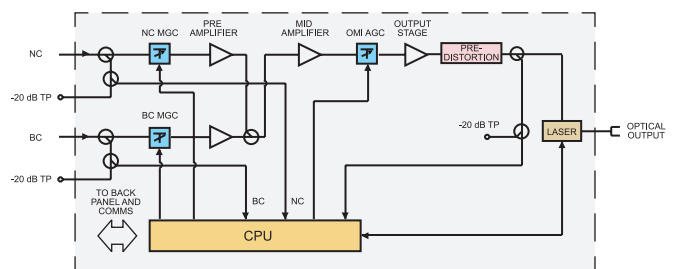 NC MGC
PRE
AMPLIFIER
MID
AMPLIFIER
OMI AGC
OUTPUT
STAGE
NC
PRE-
DISTORTION
-20 dB TP
BC MGC
-20 dB TP
BC
LASER
OPTICAL
OUTPUT
-20 dB TP
TO BACK
PANEL AND
COMMS
BC
NC
CPU